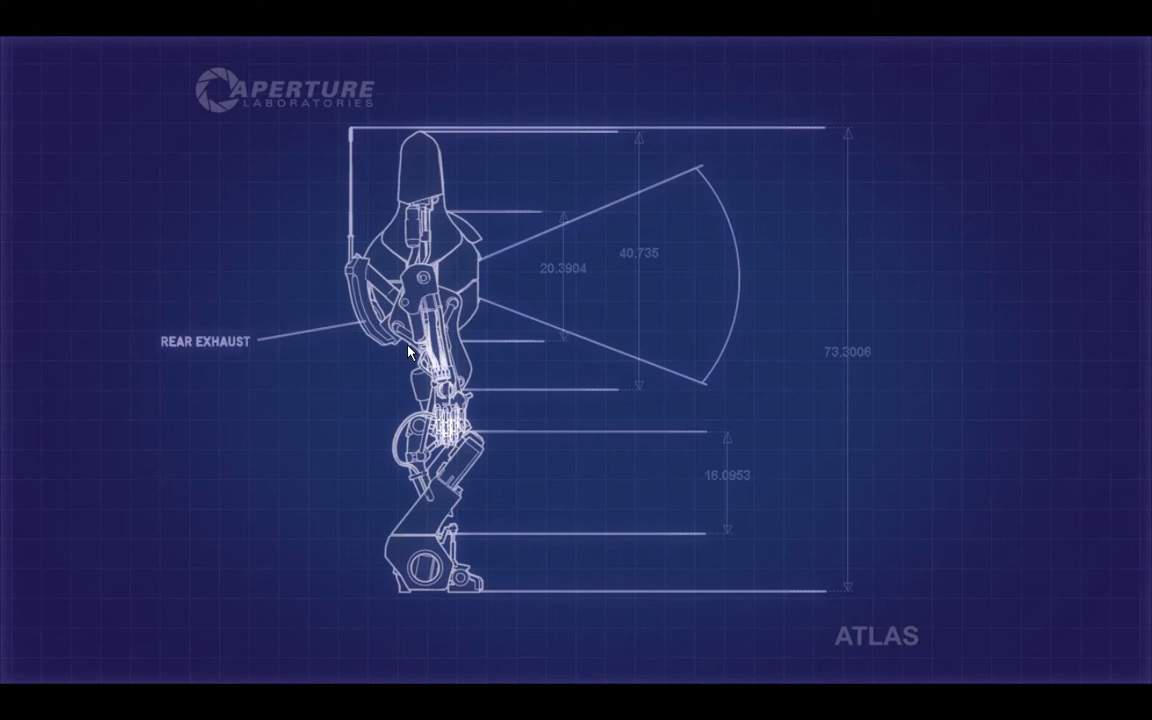 APERTURE
LABORATORIES
40.735
20.3904
REAR EXHAUST
73.3006
16.0953
ATLAS